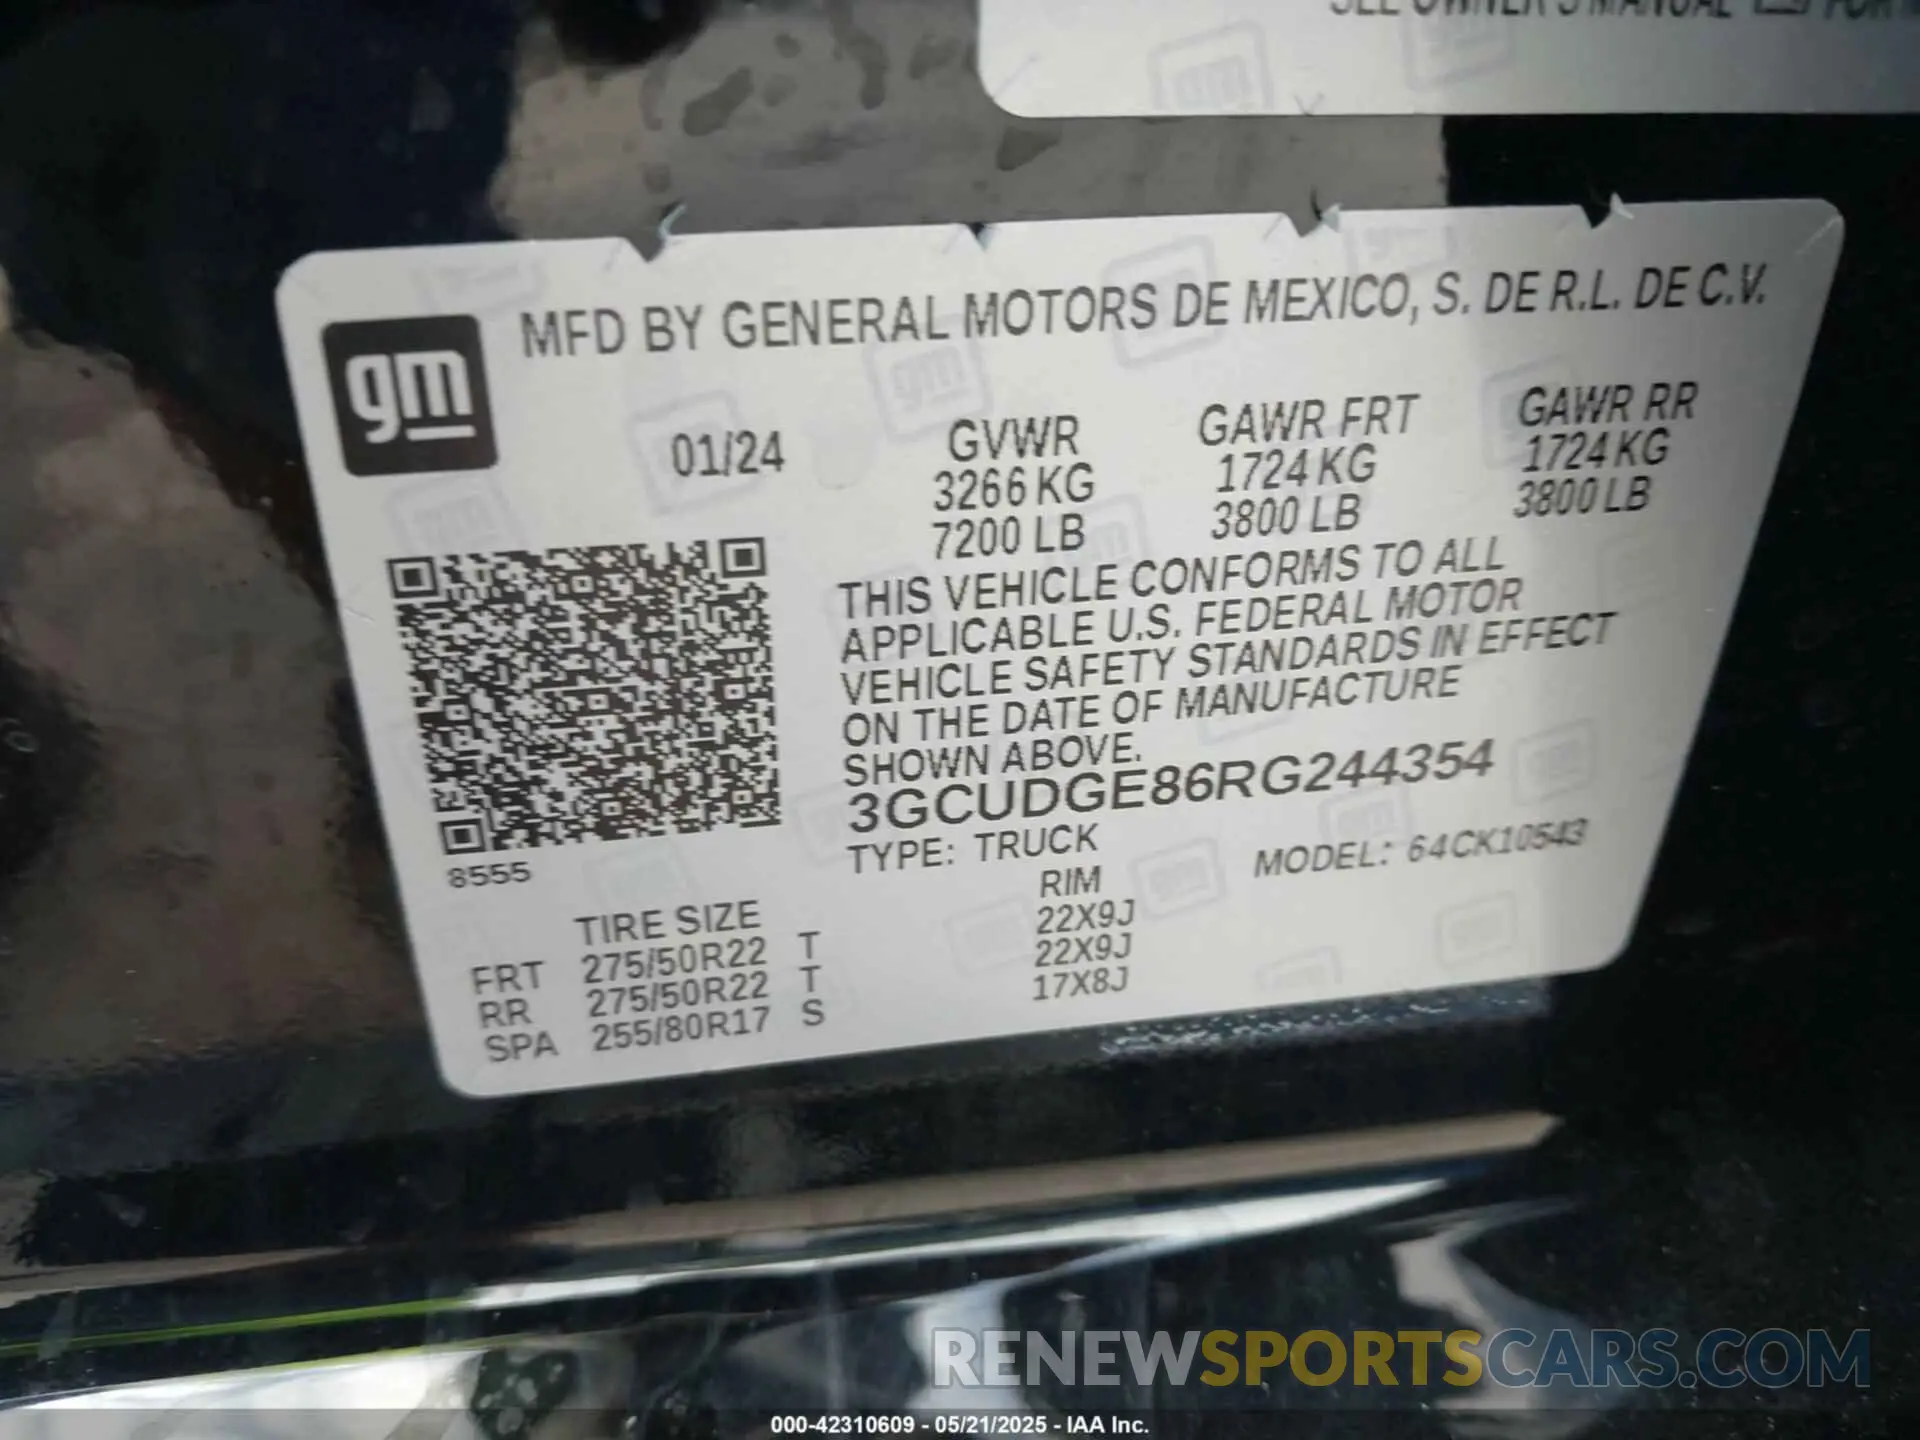 SEE OWNER'S MANUAL
gm
MFD BY GENERAL MOTORS DE MEXICO, S. DE R.L. DE C.V.
01/24
GVWR
3266 KG
7200 LB
GAWR FRT
1724 KG
3800 LB
GAWR RR
1724 KG
3800 LB
THIS VEHICLE CONFORMS TO ALL
APPLICABLE U.S. FEDERAL MOTOR
VEHICLE SAFETY STANDARDS IN EFFECT
ON THE DATE OF MANUFACTURE
SHOWN ABOVE.
3GCUDGE86RG244354
TYPE: TRUCK
MODEL: 64CK10543
8555
TIRE SIZE RIM
FRT 275/50R22 T 22X9J
RR 275/50R22 T 22X9J
SPA 255/80R17 S 17X8J
RENEWSPORTSCARS.COM
000-42310609 - 05/21/2025 - IAA Inc.